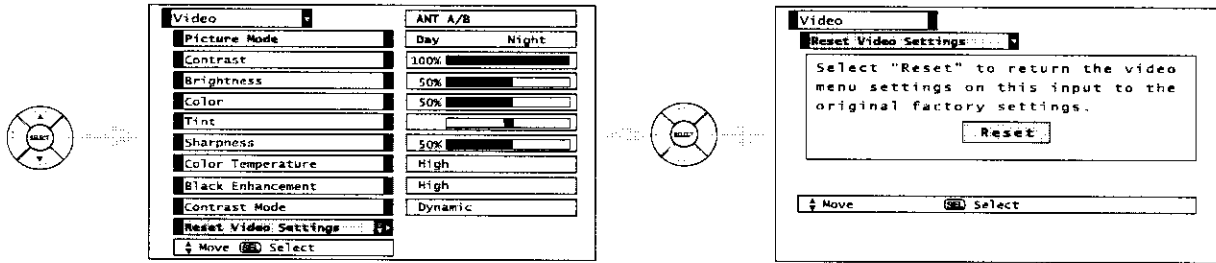 Video
ANT A/B
Picture Mode
Day Night
Contrast
100%
Brightness
50%
Color
50%
Tint
Sharpness
50%
Color Temperature
High
Black Enhancement
High
Contrast Mode
Dynamic
Reset Video Settings
Move SEL Select
SELECT
SELECT
Video
Reset Video Settings
Select "Reset" to return the video
menu settings on this input to the
original factory settings.
Reset
Move SEL Select